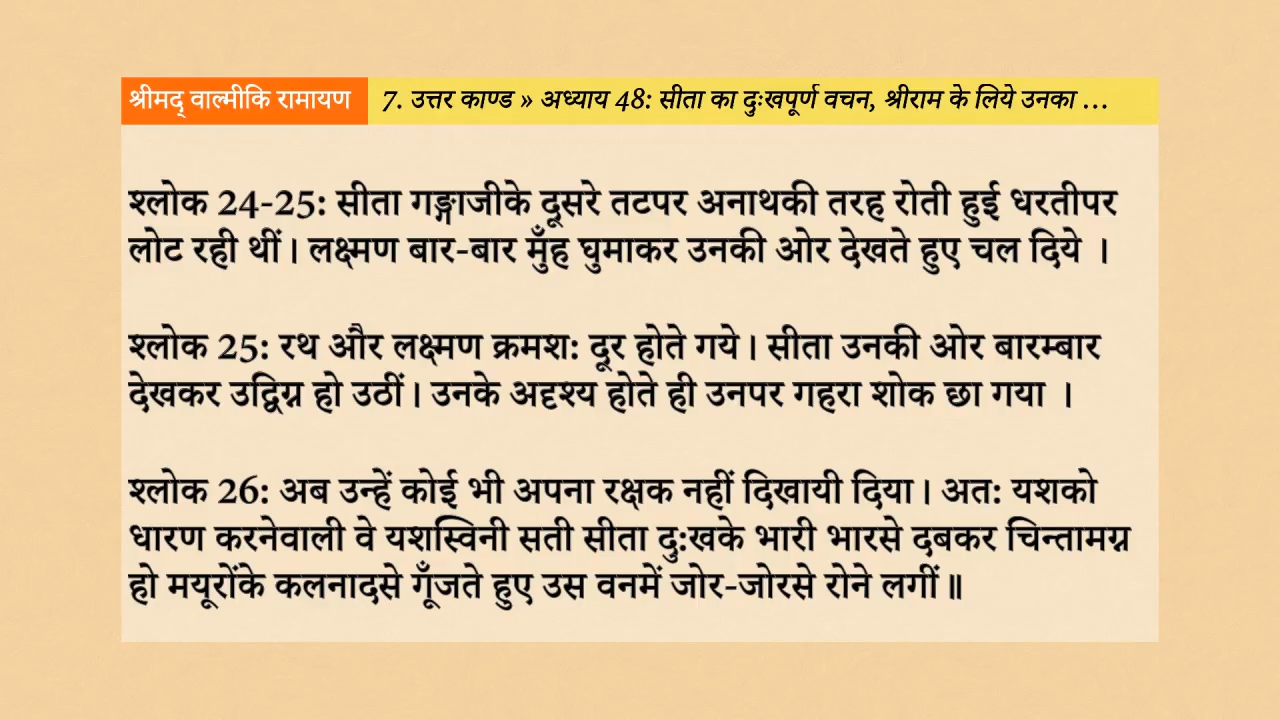 श्रीमद् वाल्मीकि रामायण
7. उत्तर काण्ड » अध्याय 48: सीता का दुःखपूर्ण वचन, श्रीराम के लिये उनका ...
श्लोक 24-25: सीता गङ्गाजीके दूसरे तटपर अनाथकी तरह रोती हुई धरतीपर
लोट रही थीं। लक्ष्मण बार-बार मुँह घुमाकर उनकी ओर देखते हुए चल दिये ।
श्लोक 25: रथ और लक्ष्मण क्रमश: दूर होते गये। सीता उनकी ओर बारम्बार
देखकर उद्विग्न हो उठीं। उनके अदृश्य होते ही उनपर गहरा शोक छा गया ।
श्लोक 26: अब उन्हें कोई भी अपना रक्षक नहीं दिखायी दिया। अत: यशको
धारण करनेवाली वे यशस्विनी सती सीता दु:खके भारी भारसे दबकर चिन्तामग्न
हो मयूरोंके कलनादसे गूँजते हुए उस वनमें जोर-जोरसे रोने लगीं॥